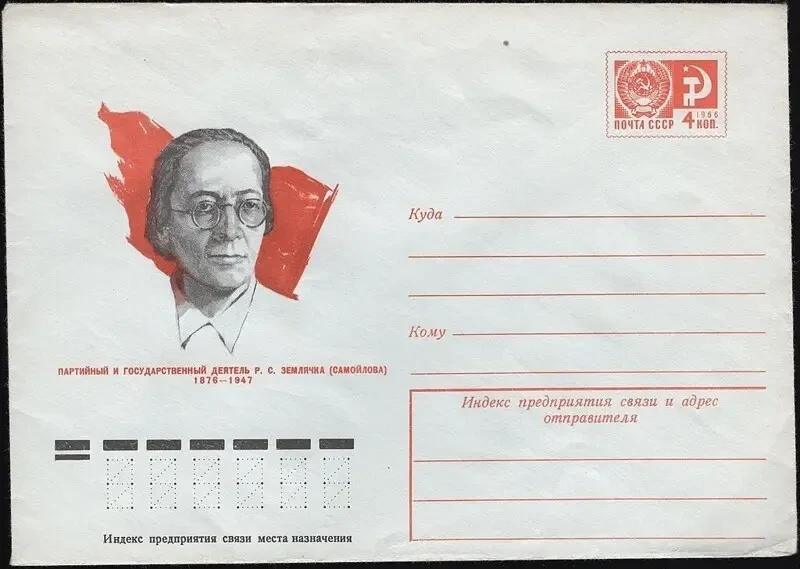 ПОЧТА СССР 4 1966 КОП.
Куда
Кому
ПАРТИЙНЫЙ И ГОСУДАРСТВЕННЫЙ ДЕЯТЕЛЬ Р. С. ЗЕМЛЯЧКА (САМОЙЛОВА)
1876—1947
Индекс предприятия связи и адрес
отправителя
Индекс предприятия связи места назначения